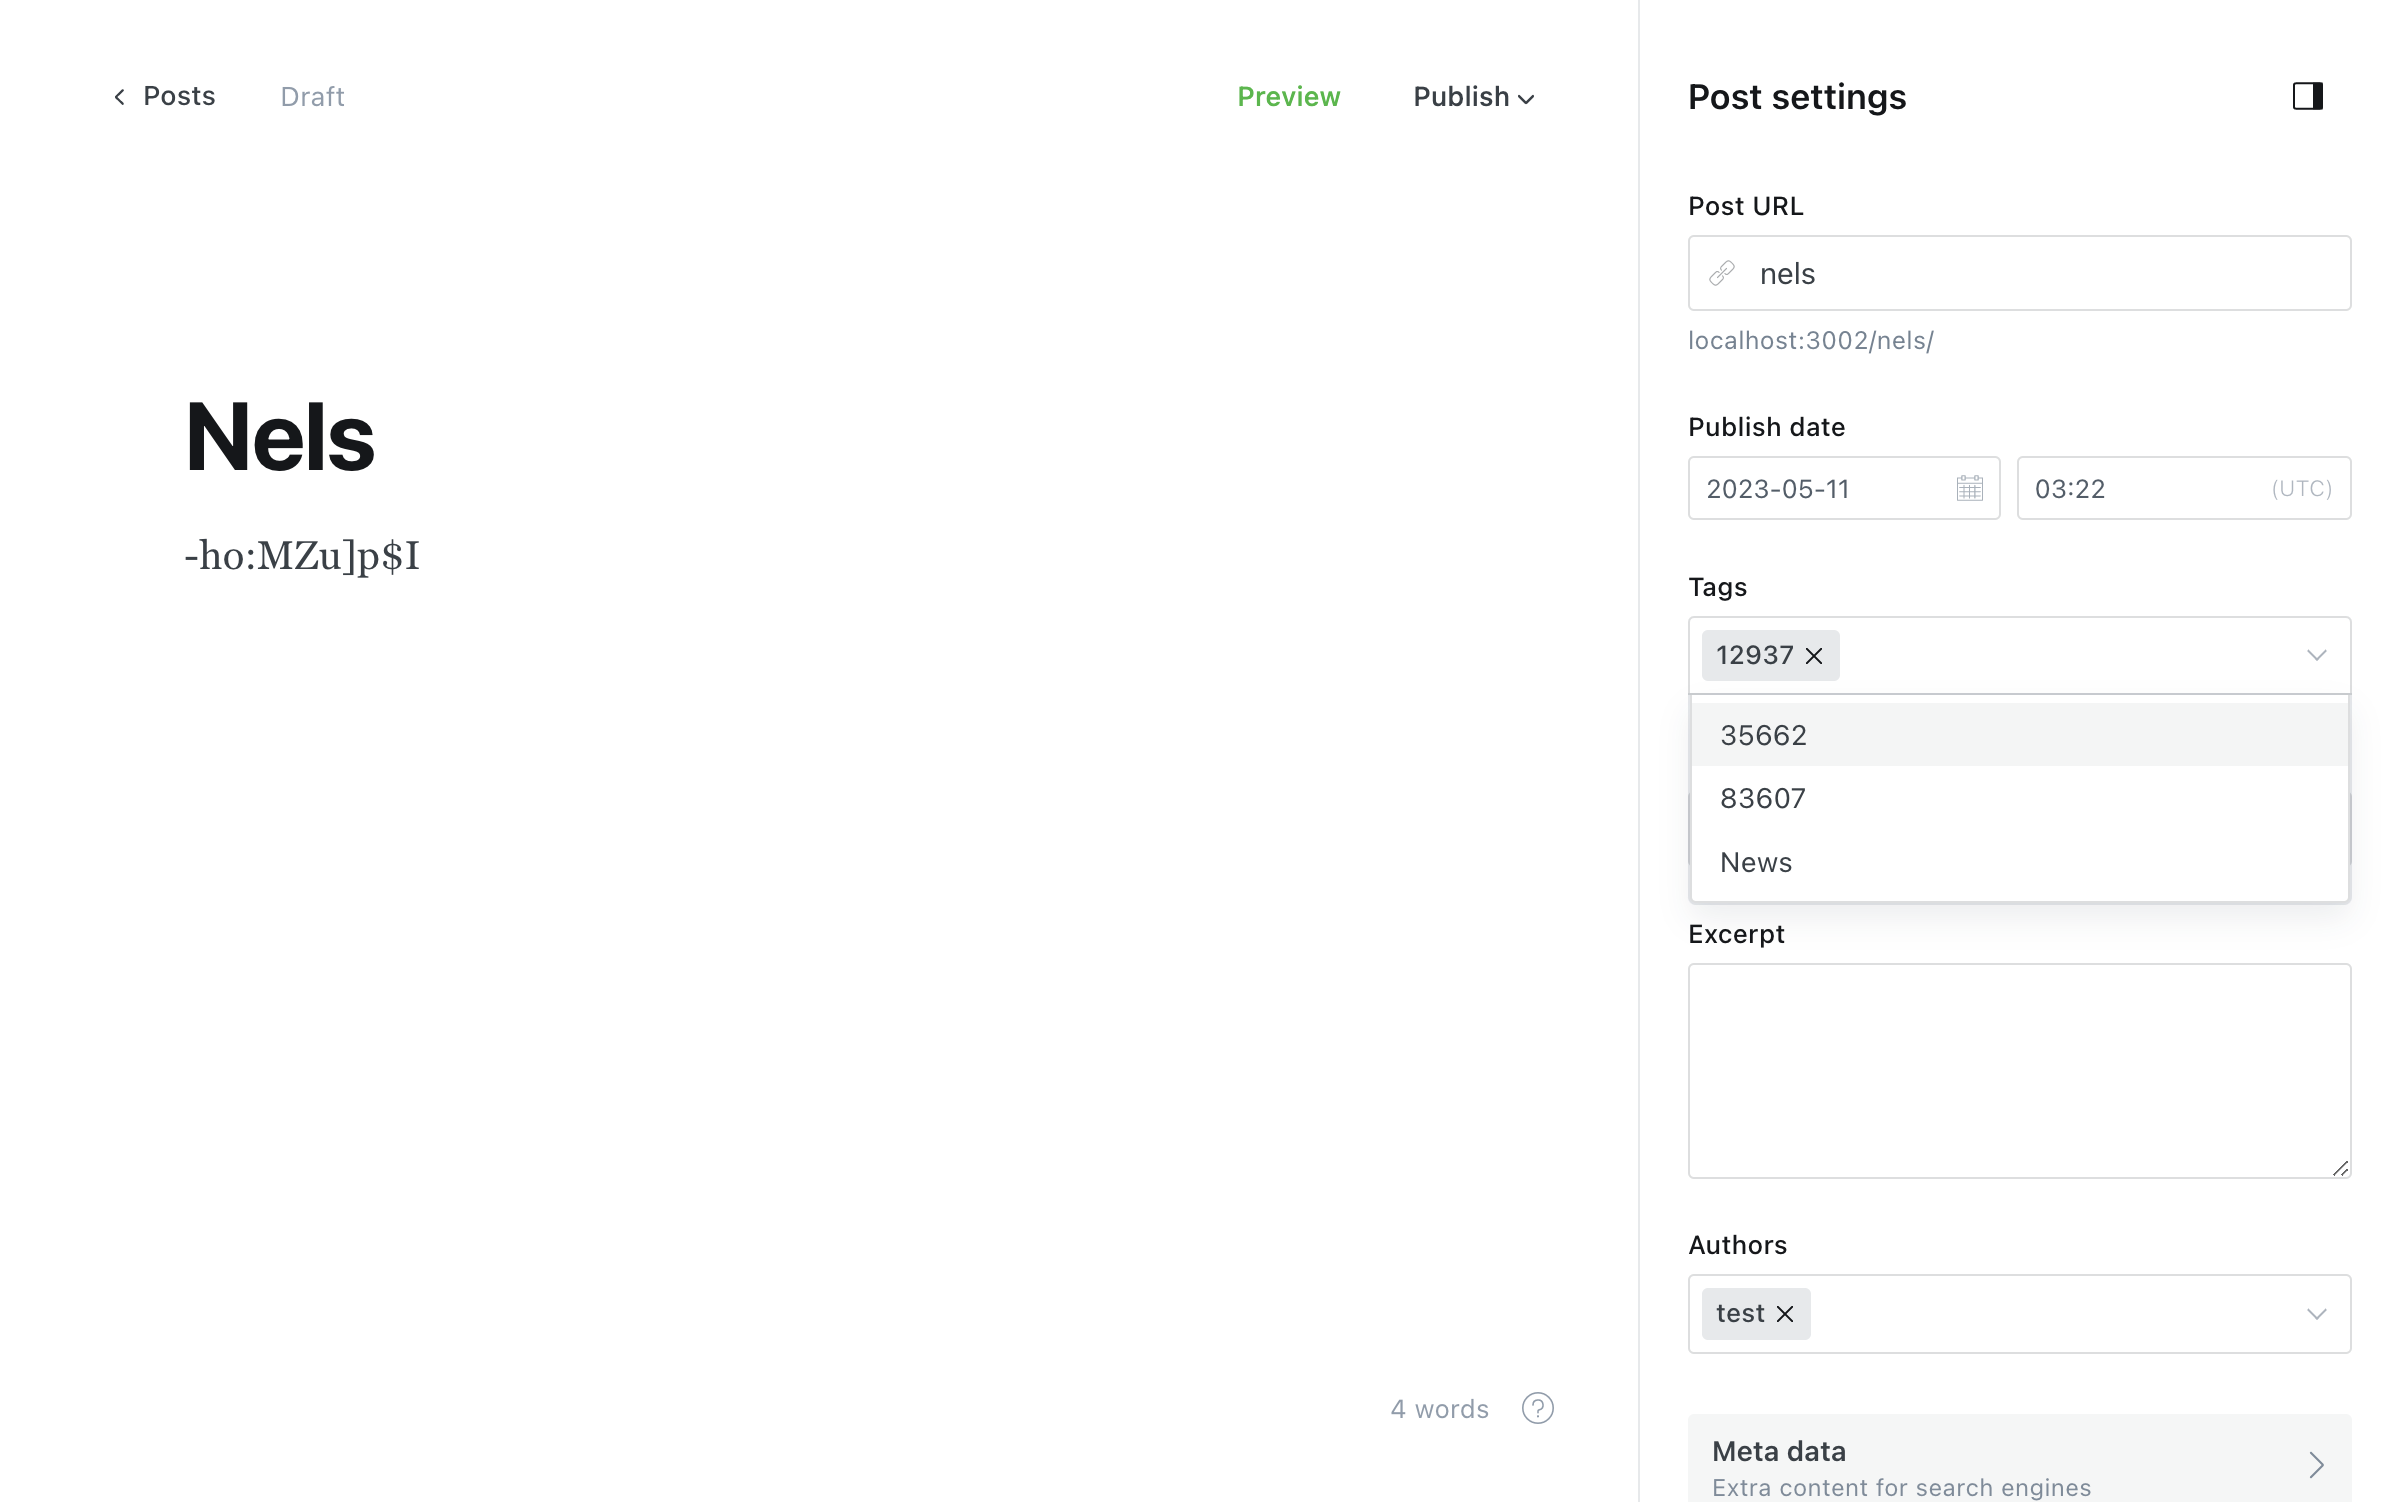 Posts
Draft
Preview
Publish
Post settings
Post URL
nels
localhost:3002/nels/
Publish date
2023-05-11
03:22
(UTC)
Nels
-ho:MZu]p$I
Tags
12937
35662
83607
News
Excerpt
Authors
test
4 words
?
Meta data
Extra content for search engines